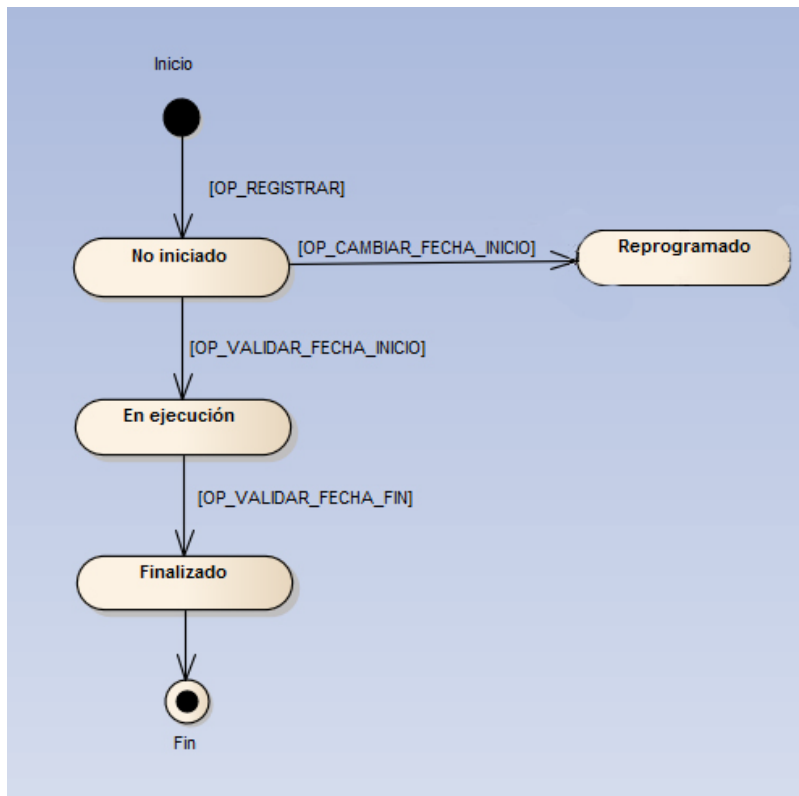 Inicio
[OP_REGISTRAR]
No iniciado
[OP_CAMBIAR_FECHA_INICIO]
Reprogramado
[OP_VALIDAR_FECHA_INICIO]
En ejecución
[OP_VALIDAR_FECHA_FIN]
Finalizado
Fin